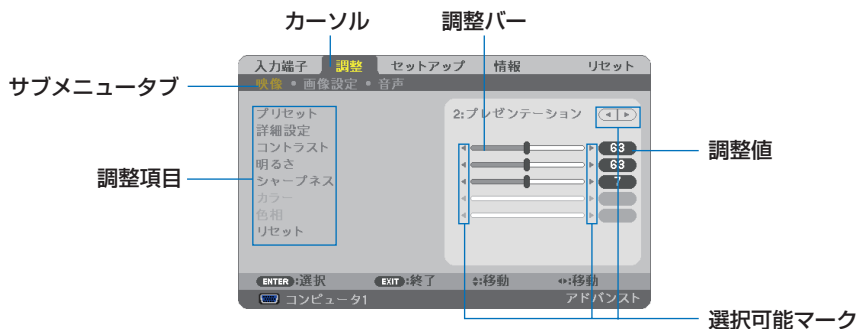 カーソル 調整バー
入力端子 調整 セットアップ 情報 リセット
サブメニュータブ
映像 • 画像設定 • 音声
プリセット 2:プレゼンテーション
詳細設定
コントラスト 63
調整値
明るさ 63
調整項目
シャープネス 7
カラー
色相
リセット
ENTER:選択 EXIT:終了 :移動 :移動
コンピュータ1 アドバンスト
選択可能マーク